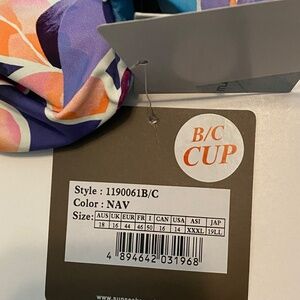 B/C
CUP
Style : 1190061B/C
Color : NAV
Size: AUS UK EUR FR I CAN USA ASI JAP
18 16 44 46 50 16 14 XXXL 19LL
4 894642 031968